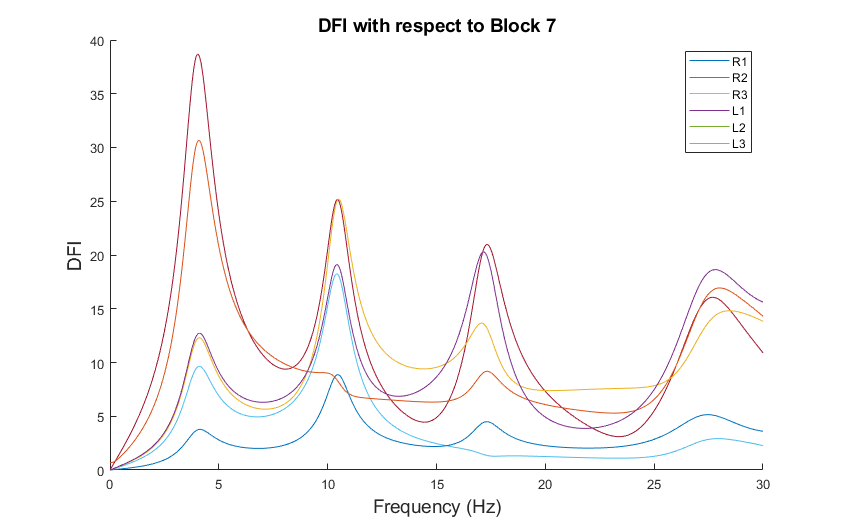 DFI with respect to Block 7
40
35
30
25
20
15
10
5
0
DFI
R1
R2
R3
L1
L2
L3
0 5 10 15 20 25 30
Frequency (Hz)